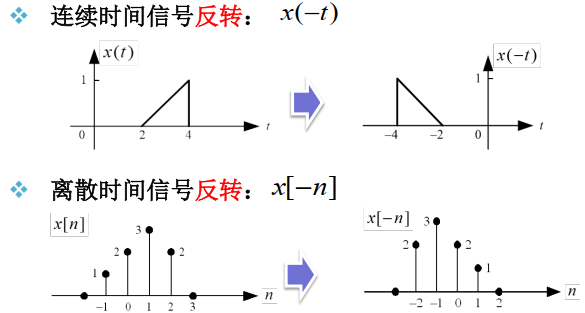 ❖ 连续时间信号反转： x(−t)
x(t) x(−t)
1 1
0 2 4 t −4 −2 0 t
❖ 离散时间信号反转： x[−n]
x[n] x[−n]
3 3
2 2 2 2
1 1
−1 0 1 2 3 n −2 −1 0 1 2 n